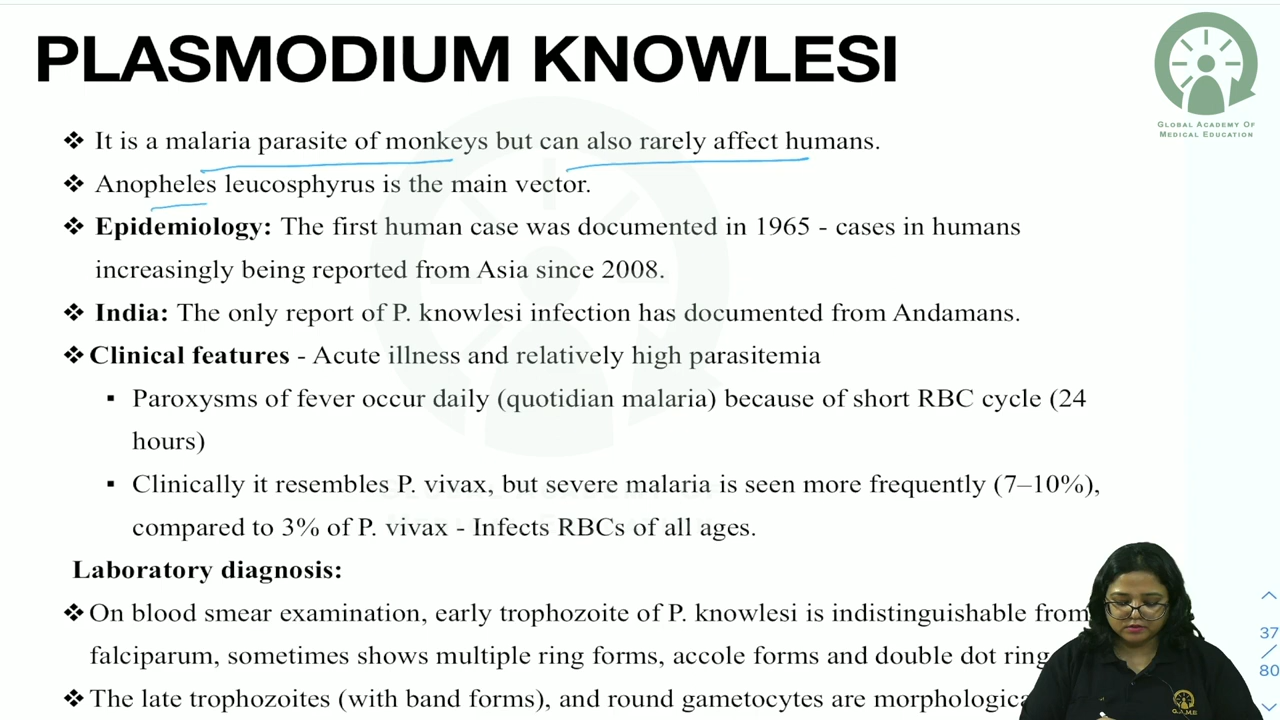 PLASMODIUM KNOWLESI
GLOBAL ACADEMY OF
MEDICAL EDUCATION
❖ It is a malaria parasite of monkeys but can also rarely affect humans.
❖ Anopheles leucosphyrus is the main vector.
❖ Epidemiology: The first human case was documented in 1965 - cases in humans
increasingly being reported from Asia since 2008.
❖ India: The only report of P. knowlesi infection has documented from Andamans.
❖ Clinical features - Acute illness and relatively high parasitemia
▪ Paroxysms of fever occur daily (quotidian malaria) because of short RBC cycle (24
hours)
▪ Clinically it resembles P. vivax, but severe malaria is seen more frequently (7–10%),
compared to 3% of P. vivax - Infects RBCs of all ages.
Laboratory diagnosis:
❖ On blood smear examination, early trophozoite of P. knowlesi is indistinguishable from
falciparum, sometimes shows multiple ring forms, accole forms and double dot ring
❖ The late trophozoites (with band forms), and round gametocytes are
37
/
80
G.A.M.E